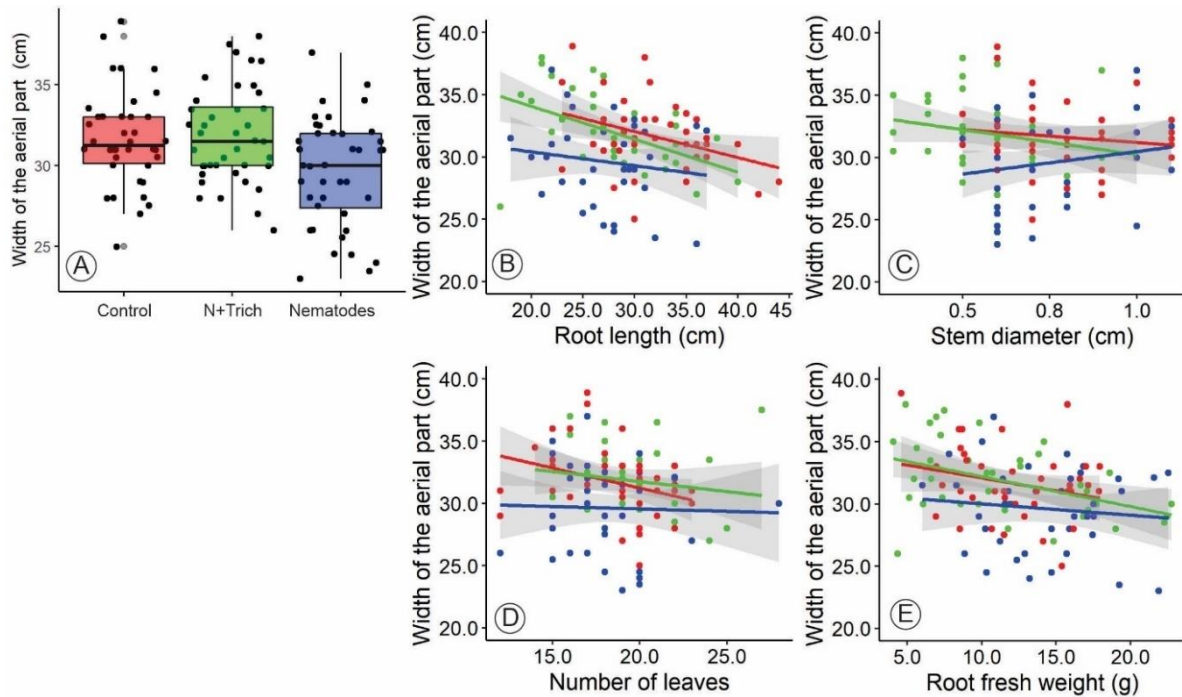 Width of the aerial part (cm)
35
30
25
A
Control N+Trich Nematodes
Width of the aerial part (cm)
40.0
35.0
30.0
25.0
20.0
B
20.0 25.0 30.0 35.0 40.0 44
Root length (cm)
Width of the aerial part (cm)
40.0
35.0
30.0
25.0
20.0
C
0.5 0.8 1.0
Stem diameter (cm)
Width of the aerial part (cm)
40.0
35.0
30.0
25.0
20.0
D
15.0 20.0 25.0
Number of leaves
Width of the aerial part (cm)
40.0
35.0
30.0
25.0
20.0
E
5.0 10.0 15.0 20.0
Root fresh weight (g)